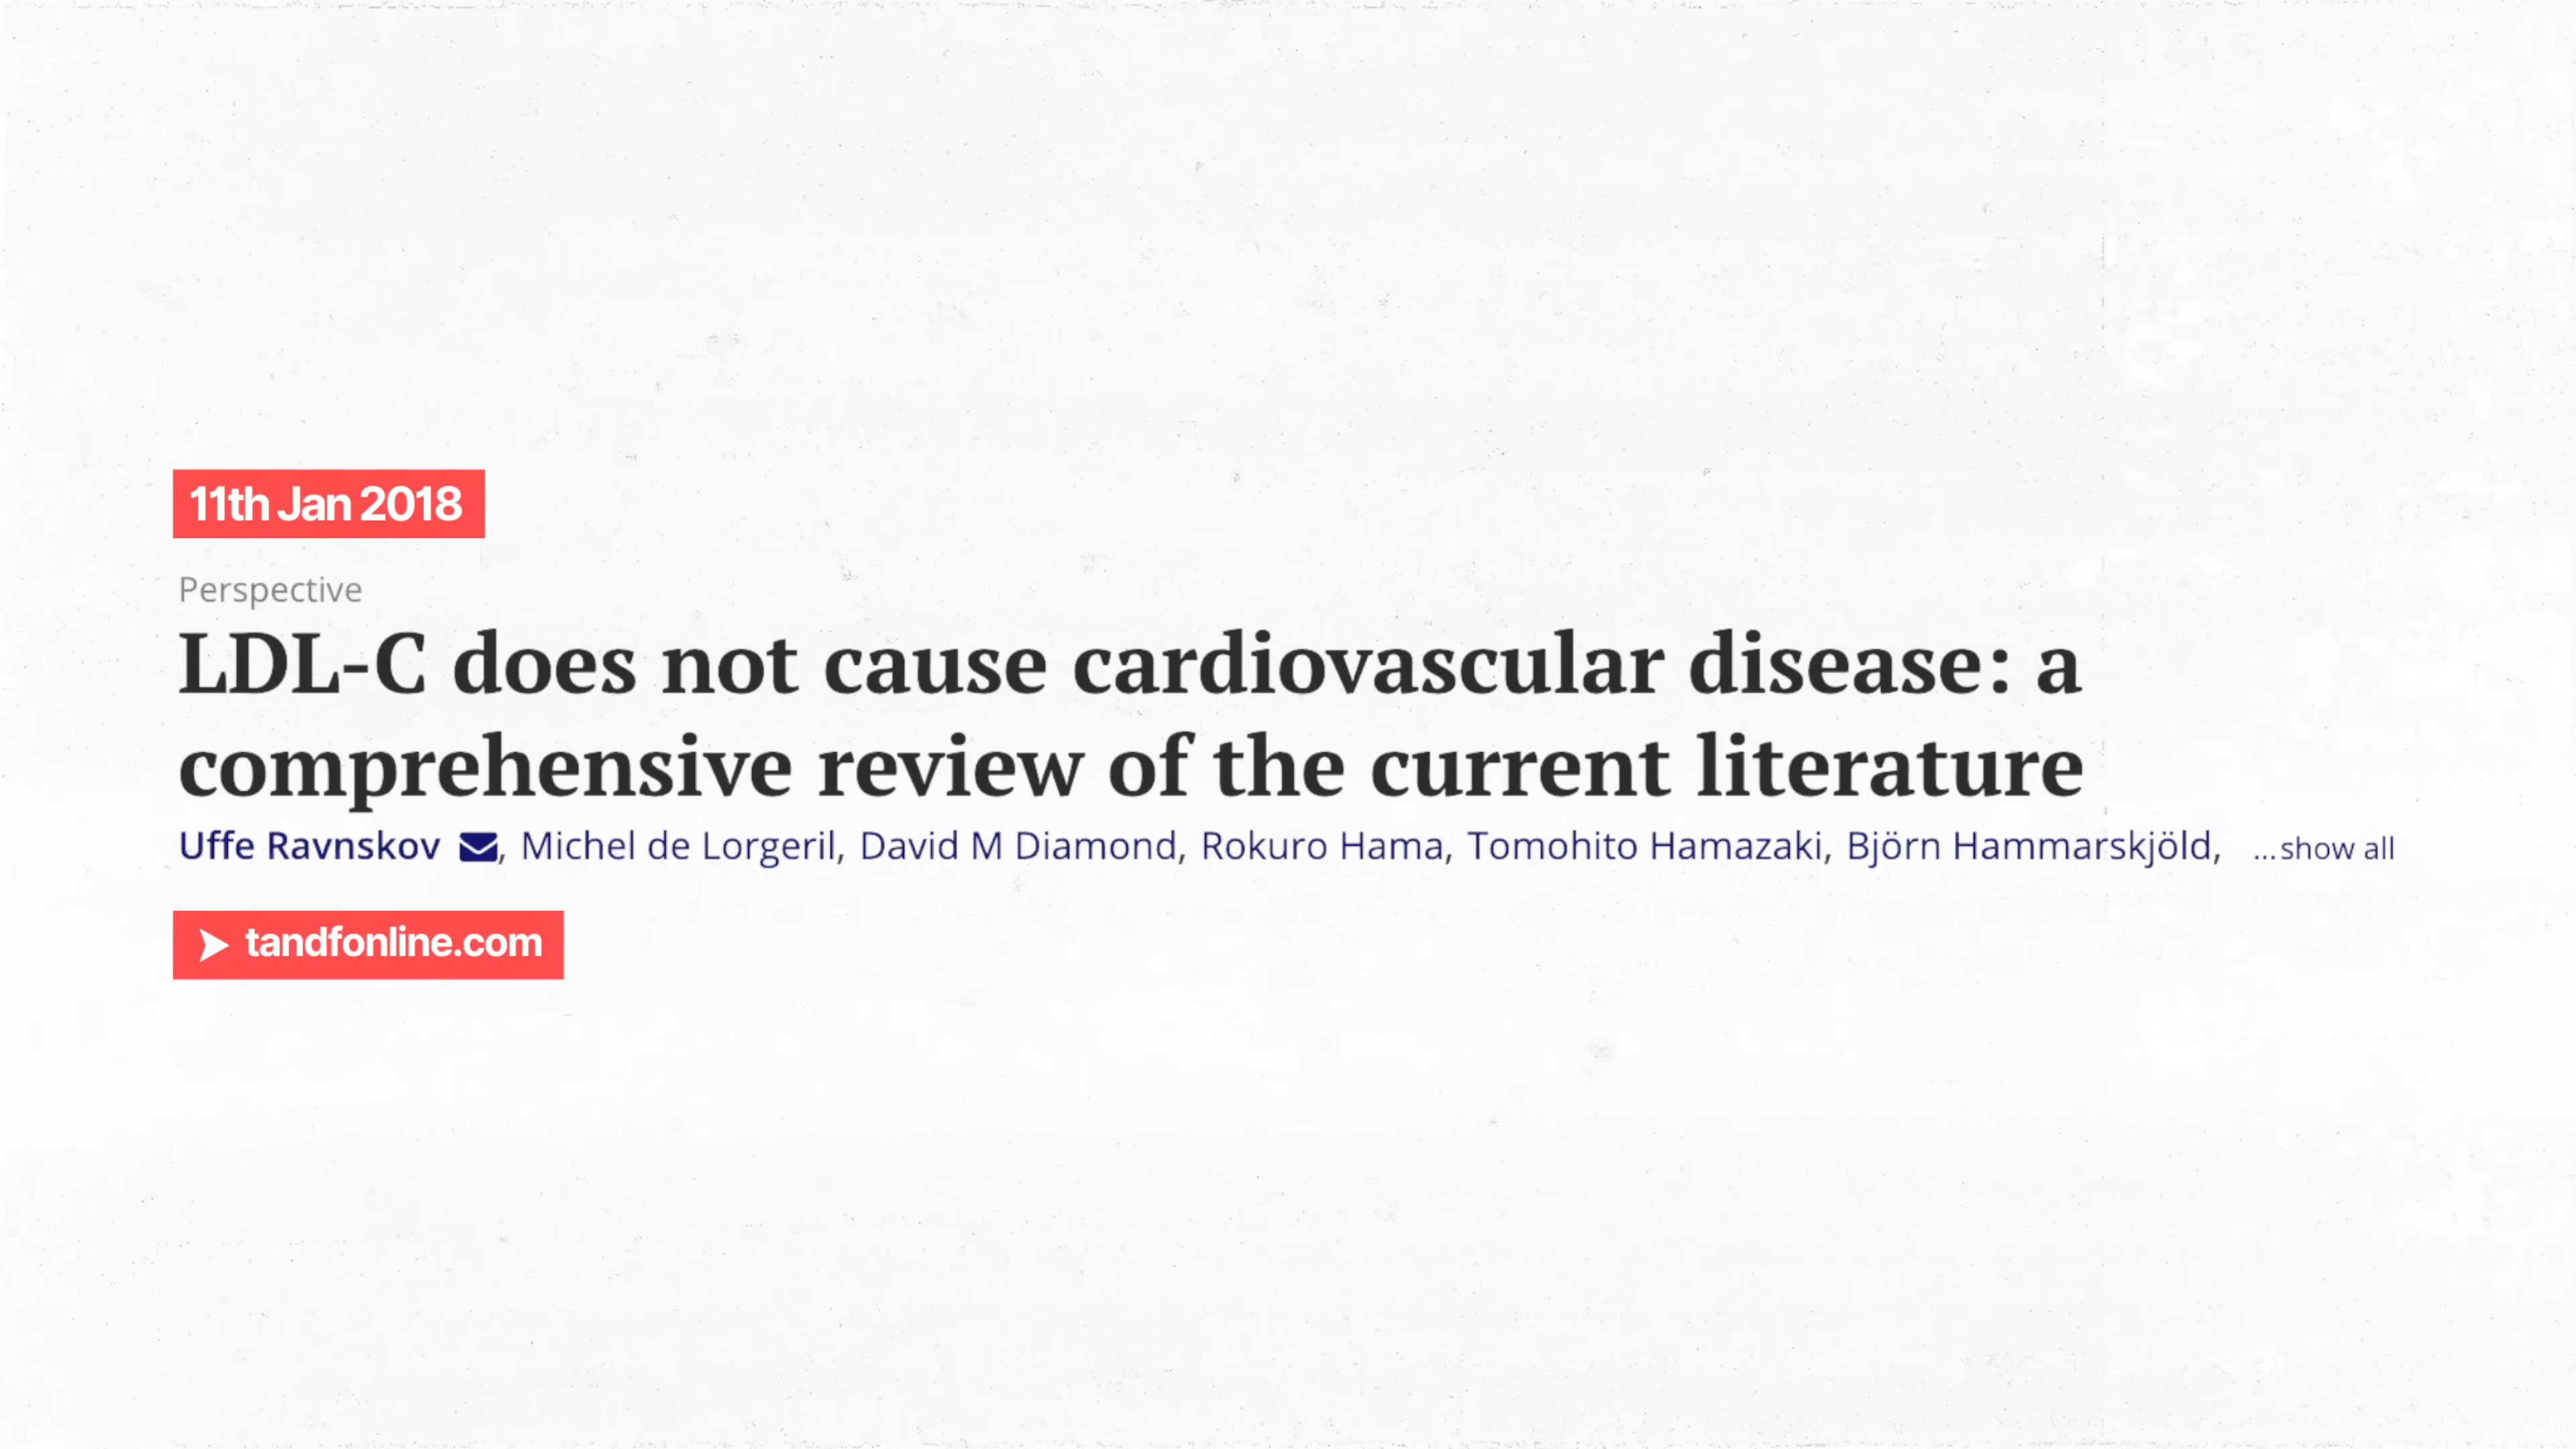 11th Jan 2018
Perspective
LDL-C does not cause cardiovascular disease: a
comprehensive review of the current literature
Uffe Ravnskov, Michel de Lorgeril, David M Diamond, Rokuro Hama, Tomohito Hamazaki, Björn Hammarskjöld, ...show all
tandfonline.com